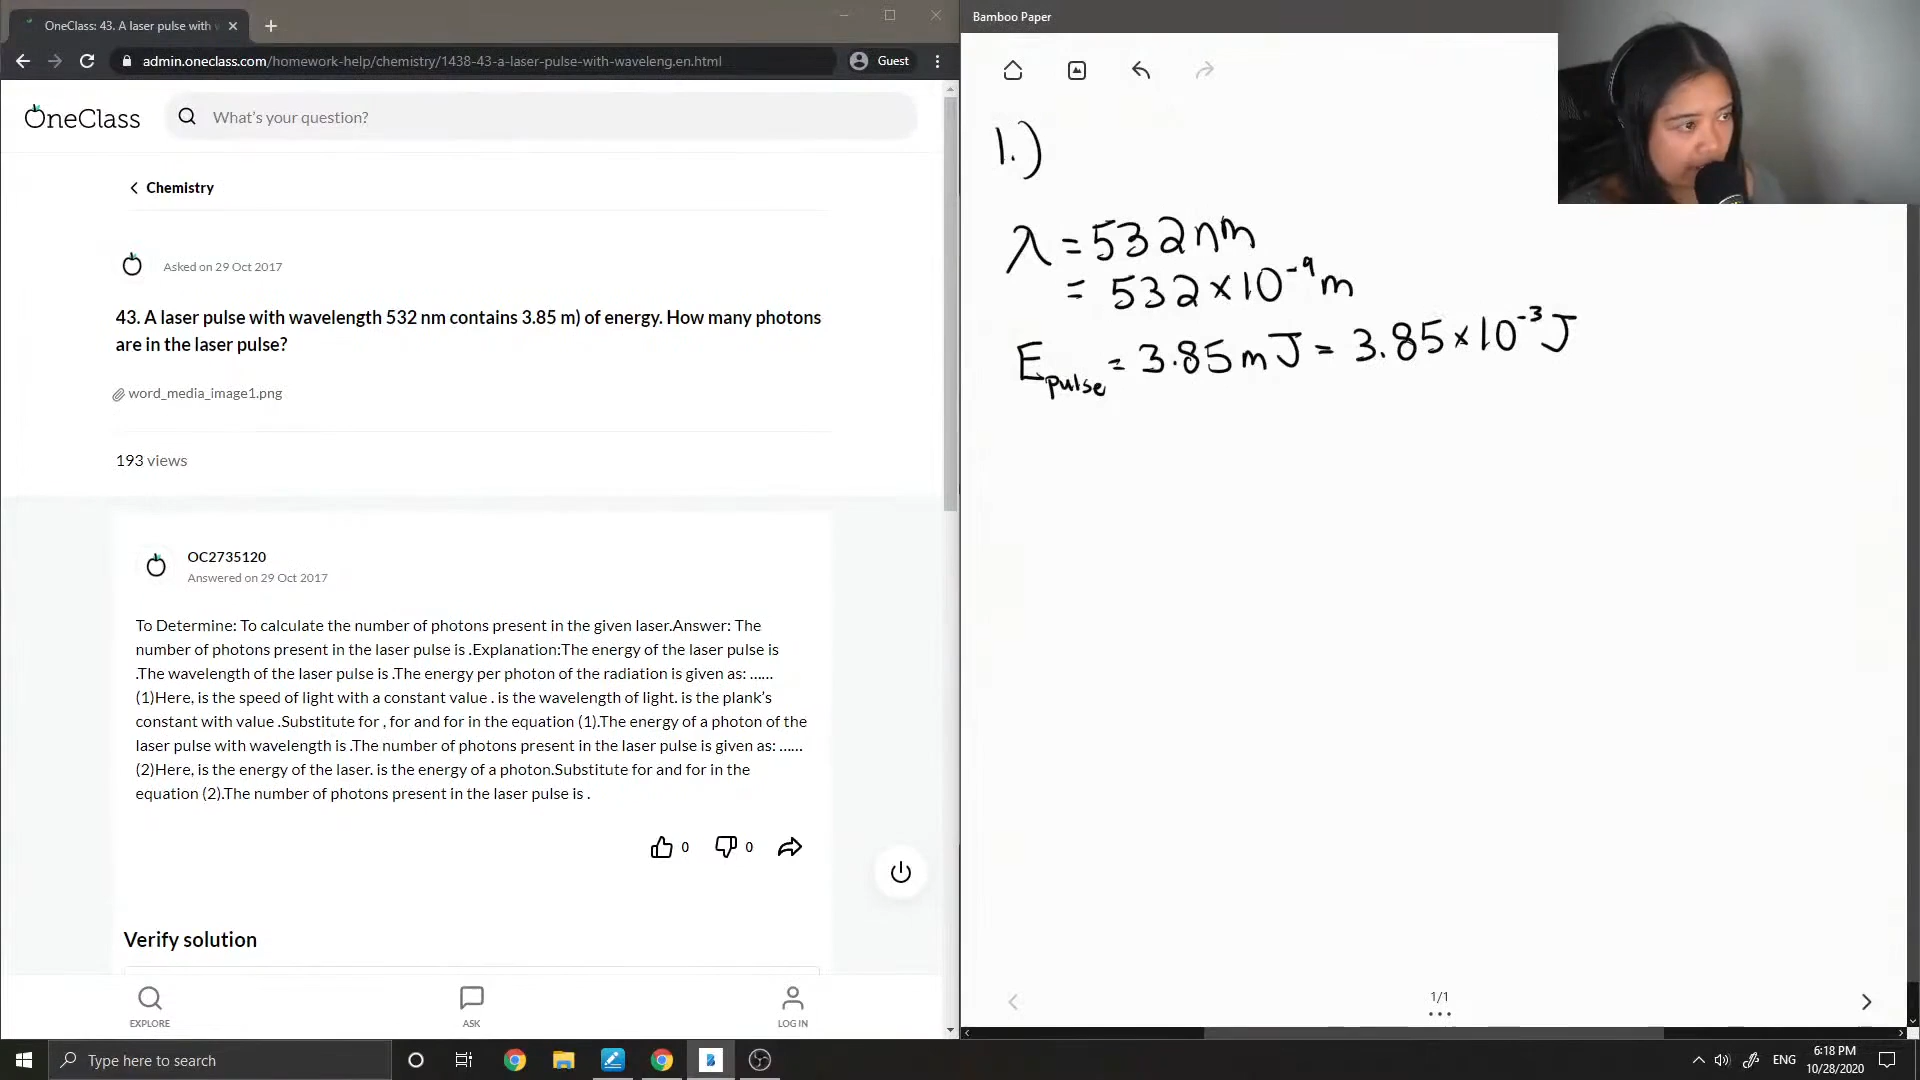 OneClass: 43. A laser pulse with
Bamboo Paper
admin.oneclass.com/homework-help/chemistry/1438-43-a-laser-pulse-with-waveleng.en.html
Guest
OneClass
What's your question?
Chemistry
Asked on 29 Oct 2017
43. A laser pulse with wavelength 532 nm contains 3.85 m) of energy. How many photons
are in the laser pulse?
word_media_image1.png
193 views
OC2735120
Answered on 29 Oct 2017
To Determine: To calculate the number of photons present in the given laser.Answer: The
number of photons present in the laser pulse is .Explanation:The energy of the laser pulse is
.The wavelength of the laser pulse is .The energy per photon of the radiation is given as: ……
(1)Here, is the speed of light with a constant value . is the wavelength of light. is the plank's
constant with value .Substitute for , for and for in the equation (1).The energy of a photon of the
laser pulse with wavelength is .The number of photons present in the laser pulse is given as: ……
(2)Here, is the energy of the laser. is the energy of a photon.Substitute for and for in the
equation (2).The number of photons present in the laser pulse is .
0
0
Verify solution
EXPLORE
ASK
LOG IN
1.)
λ = 532nm
= 532×10⁻⁹m
E pulse = 3.85mJ = 3.85×10⁻³J
1/1
Type here to search
ENG
6:18 PM
10/28/2020